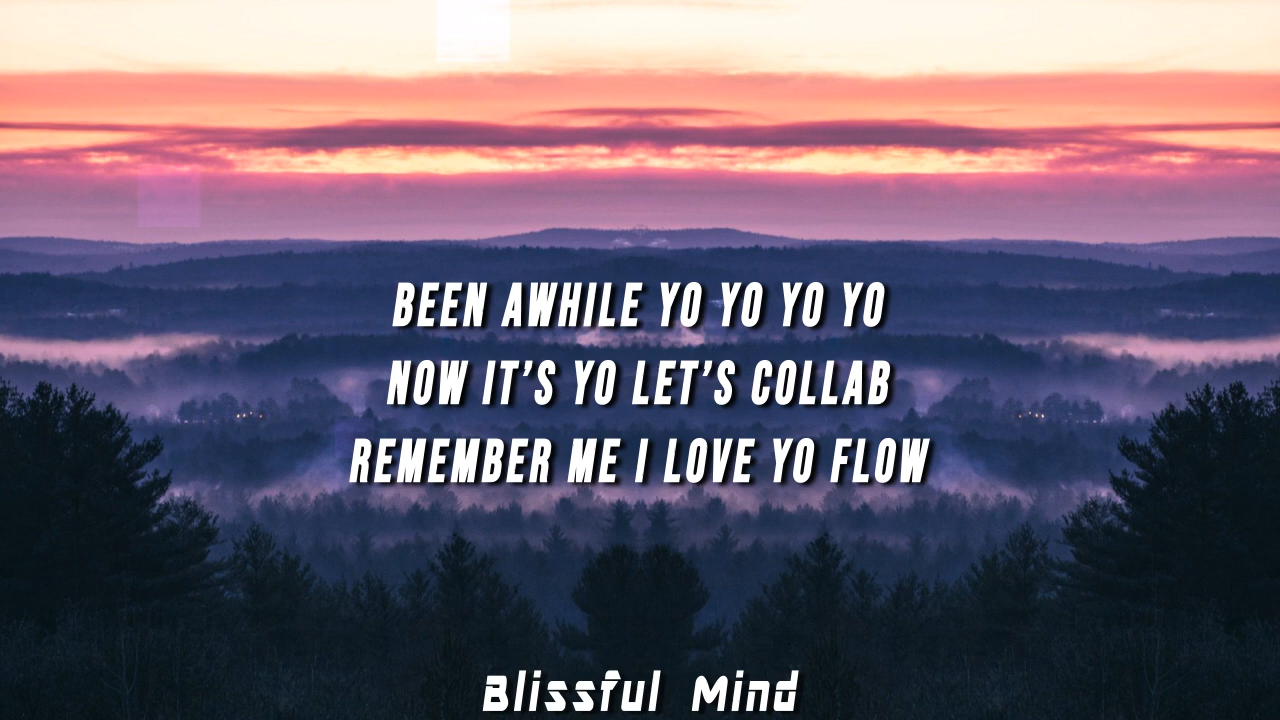 BEEN AWHILE YO YO YO YO
NOW IT'S YO LET'S COLLAB
REMEMBER ME I LOVE YO FLOW
Blissful Mind